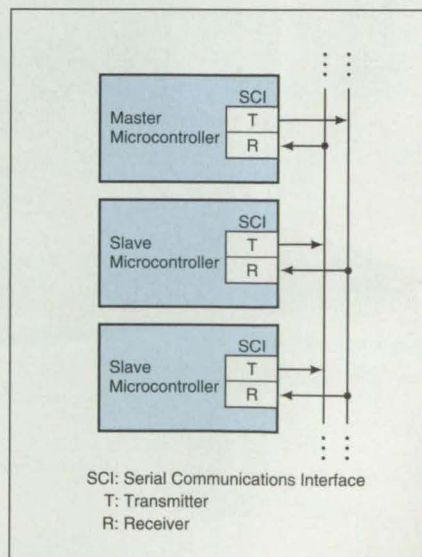 SCI
Master
Microcontroller
T
R
SCI
Slave
Microcontroller
T
R
SCI
Slave
Microcontroller
T
R
SCI: Serial Communications Interface
T: Transmitter
R: Receiver